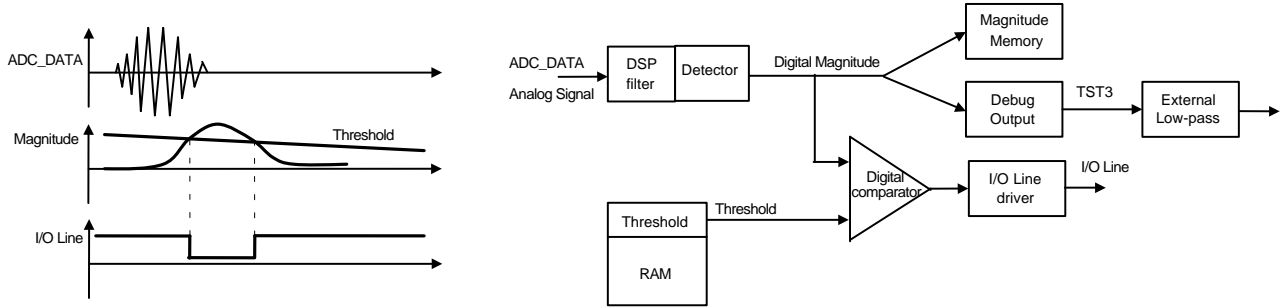 ADC_DATA
Magnitude
Threshold
I/O Line
ADC_DATA
Analog Signal
DSP
filter
Detector
Digital Magnitude
Magnitude
Memory
Debug
Output
TST3
External
Low-pass
Digital
comparator
I/O Line
driver
I/O Line
Threshold
Threshold
RAM